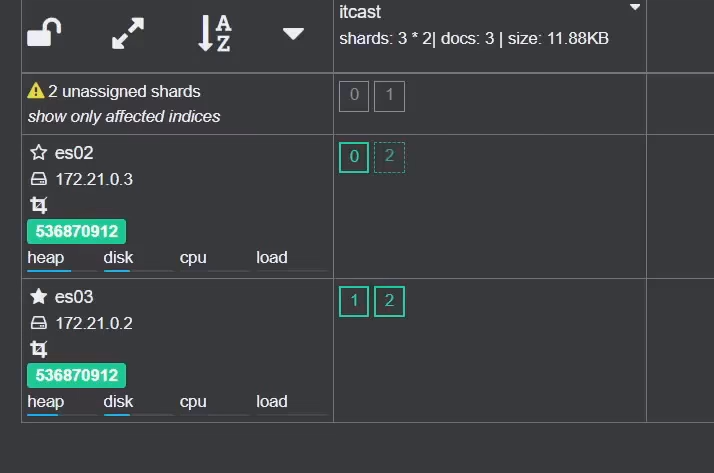 A
Z
itcast
shards: 3 * 2| docs: 3 | size: 11.88KB
2 unassigned shards
show only affected indices
0 1
es02
172.21.0.3
536870912
heap disk cpu load
0 2
es03
172.21.0.2
536870912
heap disk cpu load
1 2